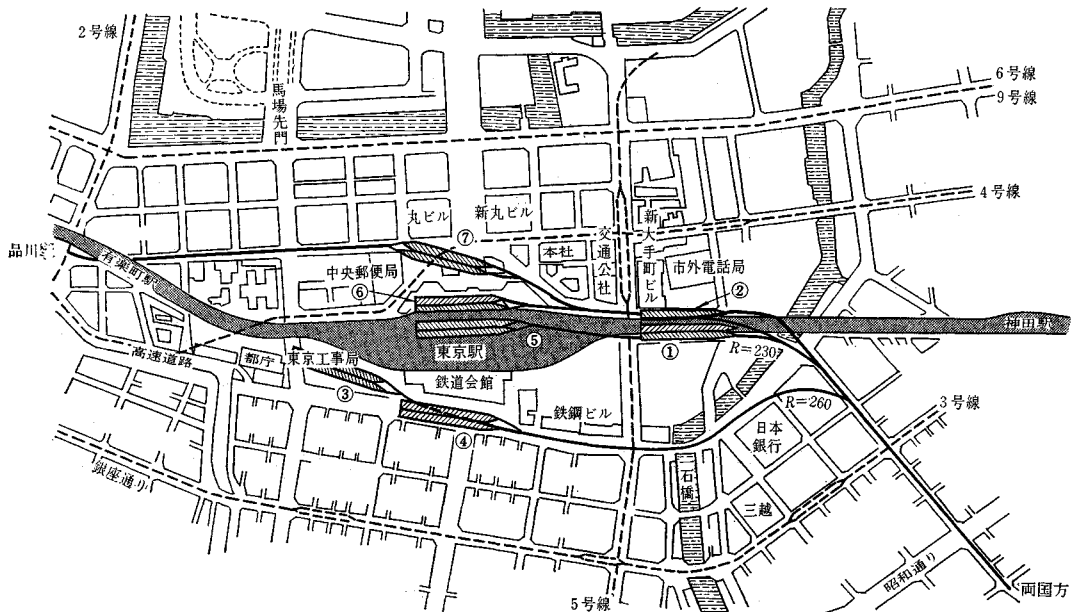 2号線
馬場先門
6号線
9号線
4号線
丸ビル
新丸ビル
⑦
本社
交通公社
新大手町ビル
市外電話局
②
中央郵便局
⑥
有楽町駅
東京駅
⑤
①
神田駅
R=230
R=260
高速道路
都庁
東京工事局
鉄道会館
③
④
鉄鋼ビル
日本銀行
3号線
銀座通り
石橋
三越
昭和通り
5号線
両国方